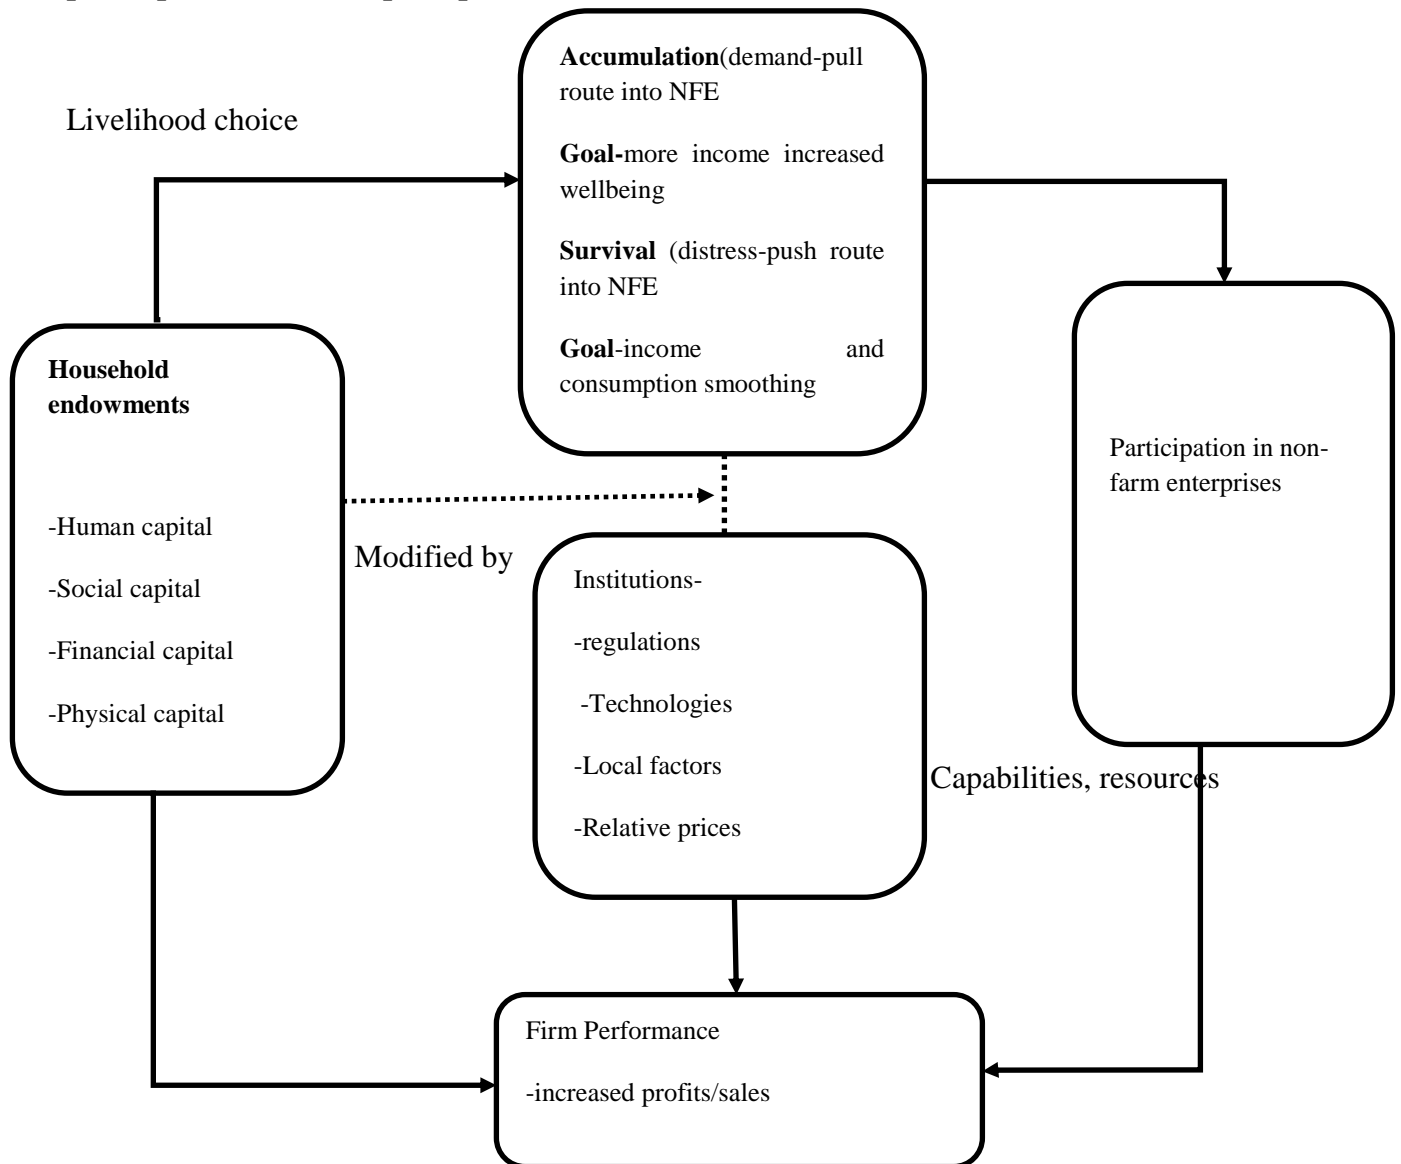 Accumulation(demand-pull
route into NFE
Goal-more income increased
wellbeing
Survival (distress-push route
into NFE
Goal-income and
consumption smoothing
Livelihood choice
Household
endowments
-Human capital
-Social capital
-Financial capital
-Physical capital
Modified by
Participation in non-
farm enterprises
Institutions-
-regulations
-Technologies
-Local factors
-Relative prices
Capabilities, resources
Firm Performance
-increased profits/sales